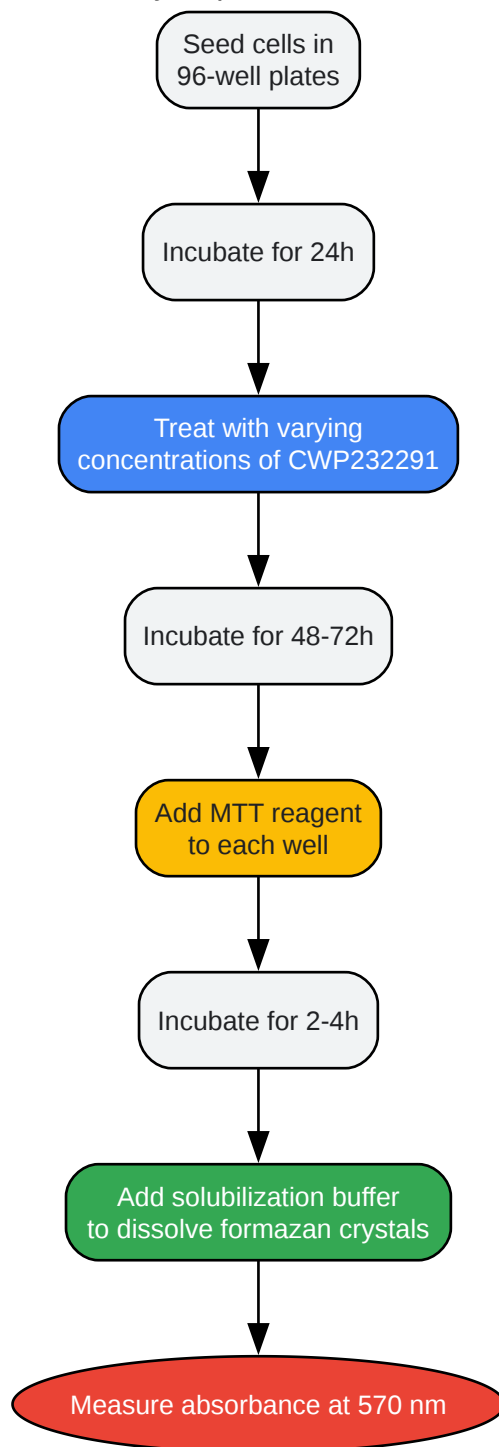 Seed cells in
96-well plates
Incubate for 24h
Treat with varying
concentrations of CWP232291
Incubate for 48-72h
Add MTT reagent
to each well
Incubate for 2-4h
Add solubilization buffer
to dissolve formazan crystals
Measure absorbance at 570 nm